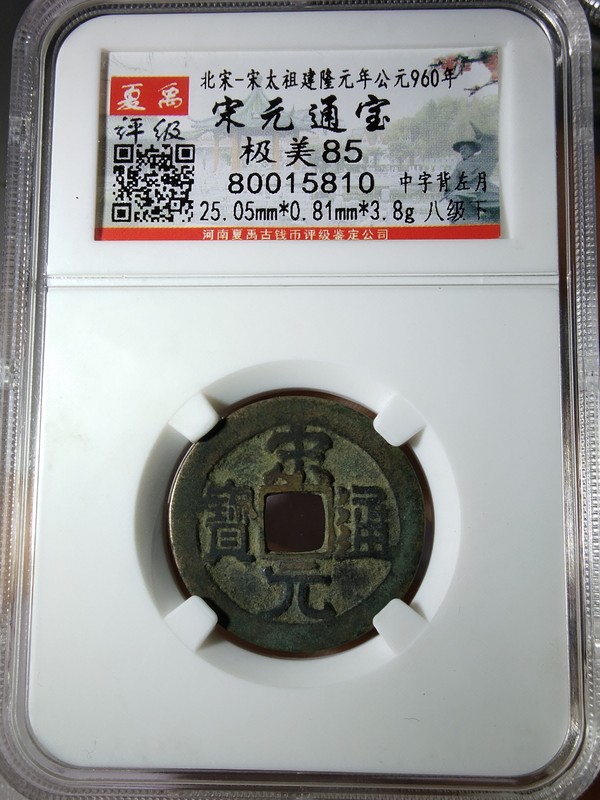 北宋-宋太祖建隆元年公元960年
夏禹
评级
宋元通宝
极美85
80015810 中字背左月
25.05mm*0.81mm*3.8g 八级下
河南夏禹古钱币评级鉴定公司
宋
元
通
寶